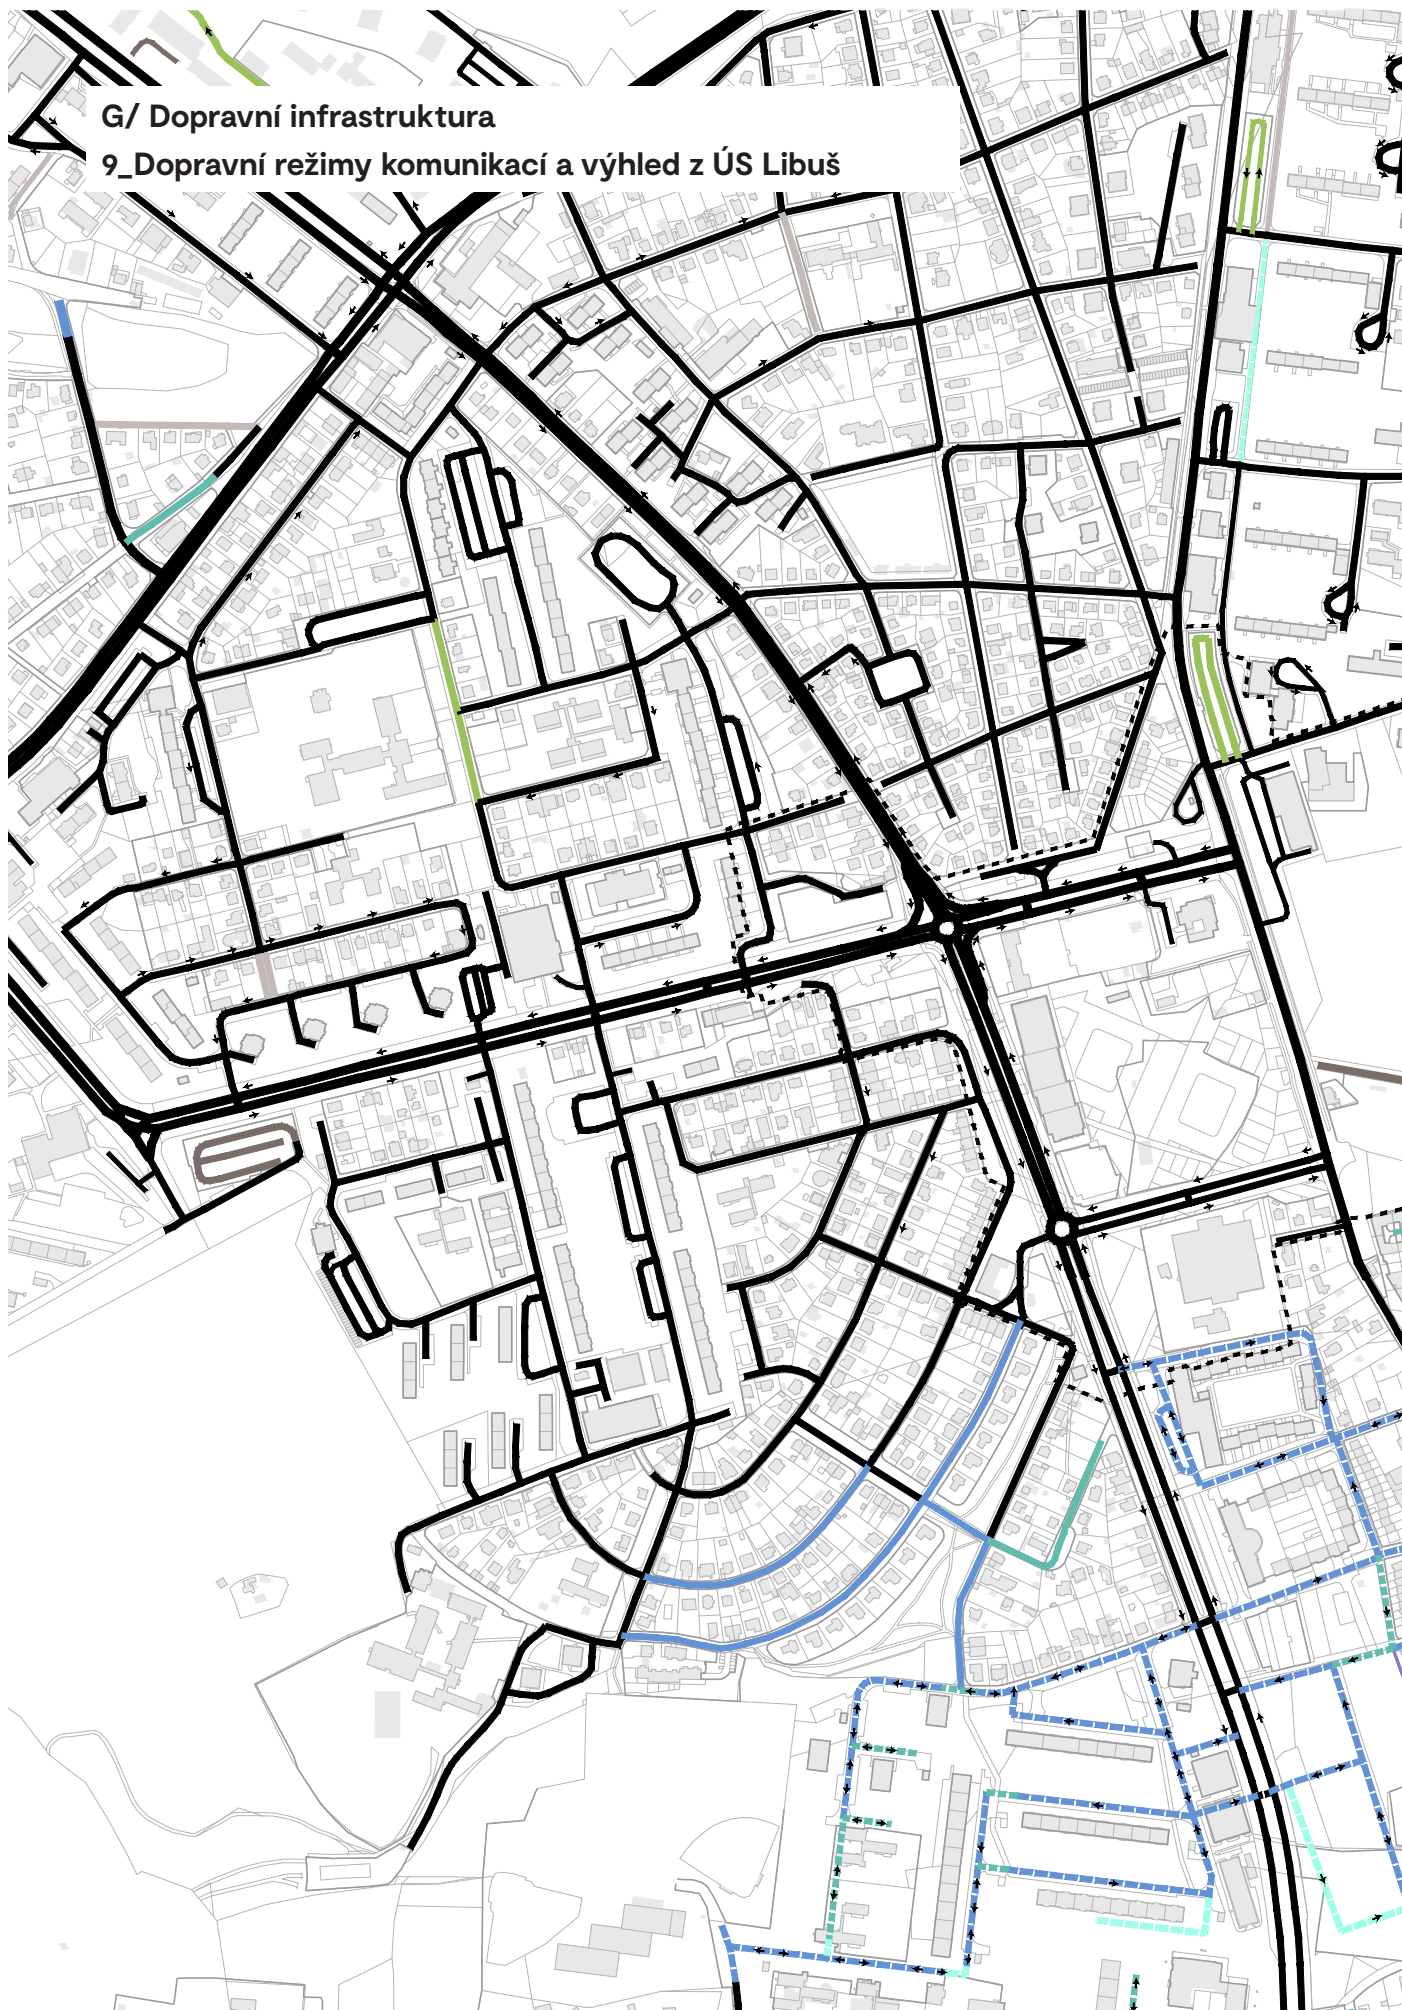 G/ Dopravní infrastruktura
9_Dopravní režimy komunikací a výhled z ÚS Libuš